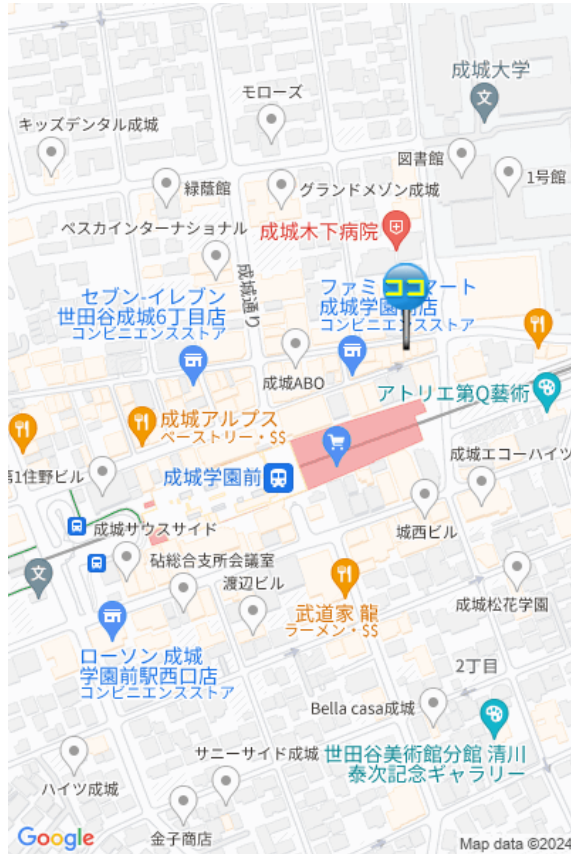 成城大学
モローズ
キッズデンタル成城
図書館
1号館
緑蔭館
グランドメゾン成城
ペスカインターナショナル
成城木下病院
成城通り
セブン-イレブン
世田谷成城6丁目店
コンビニエンスストア
ファミ
ココ
マート
成城学園
店
コンビニエンスストア
成城ABO
アトリエ第Q藝術
成城アルプス
ペーストリー・$$
成城エコーハイツ
第1住野ビル
成城学園前
城西ビル
成城サウスサイド
砧総合支所会議室
渡辺ビル
武道家 龍
ラーメン・$$
成城松花学園
ローソン 成城
学園前駅西口店
コンビニエンスストア
2丁目
Bella casa成城
サニーサイド成城
世田谷美術館分館 清川
泰次記念ギャラリー
ハイツ成城
金子商店
Google
Map data ©2024